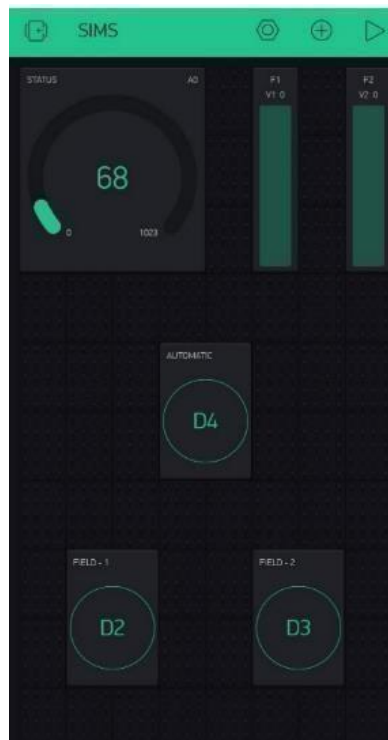 SIMS
STATUS A0
68
0 1023
F1
V1 0
F2
V2 0
AUTOMATIC
D4
FIELD - 1
D2
FIELD - 2
D3